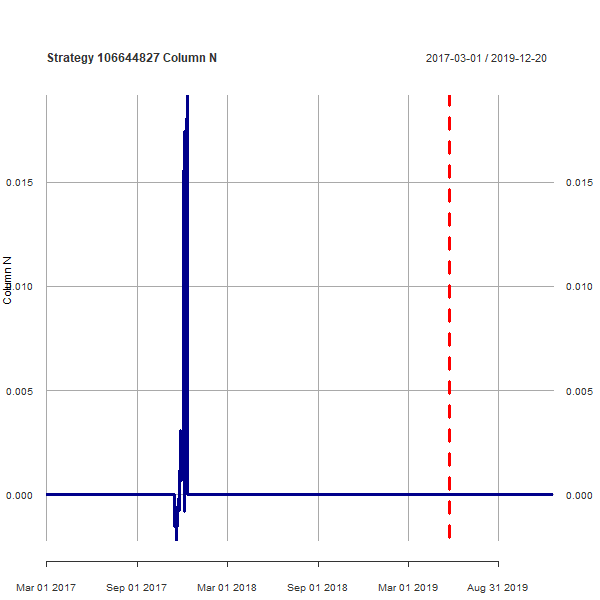 Strategy 106644827 Column N
2017-03-01 / 2019-12-20
0.015
0.015
0.010
0.010
Column N
0.005
0.005
0.000
0.000
Mar 01 2017
Sep 01 2017
Mar 01 2018
Sep 01 2018
Mar 01 2019
Aug 31 2019